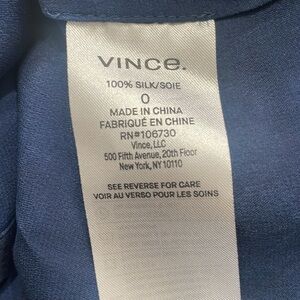 VINCE.
100% SILK/SOIE
0
MADE IN CHINA
FABRIQUÉ EN CHINE
RN#106730
Vince, LLC
500 Fifth Avenue, 20th Floor
New York, NY 10110
SEE REVERSE FOR CARE
VOIR AU VERSO POUR LES SOINS